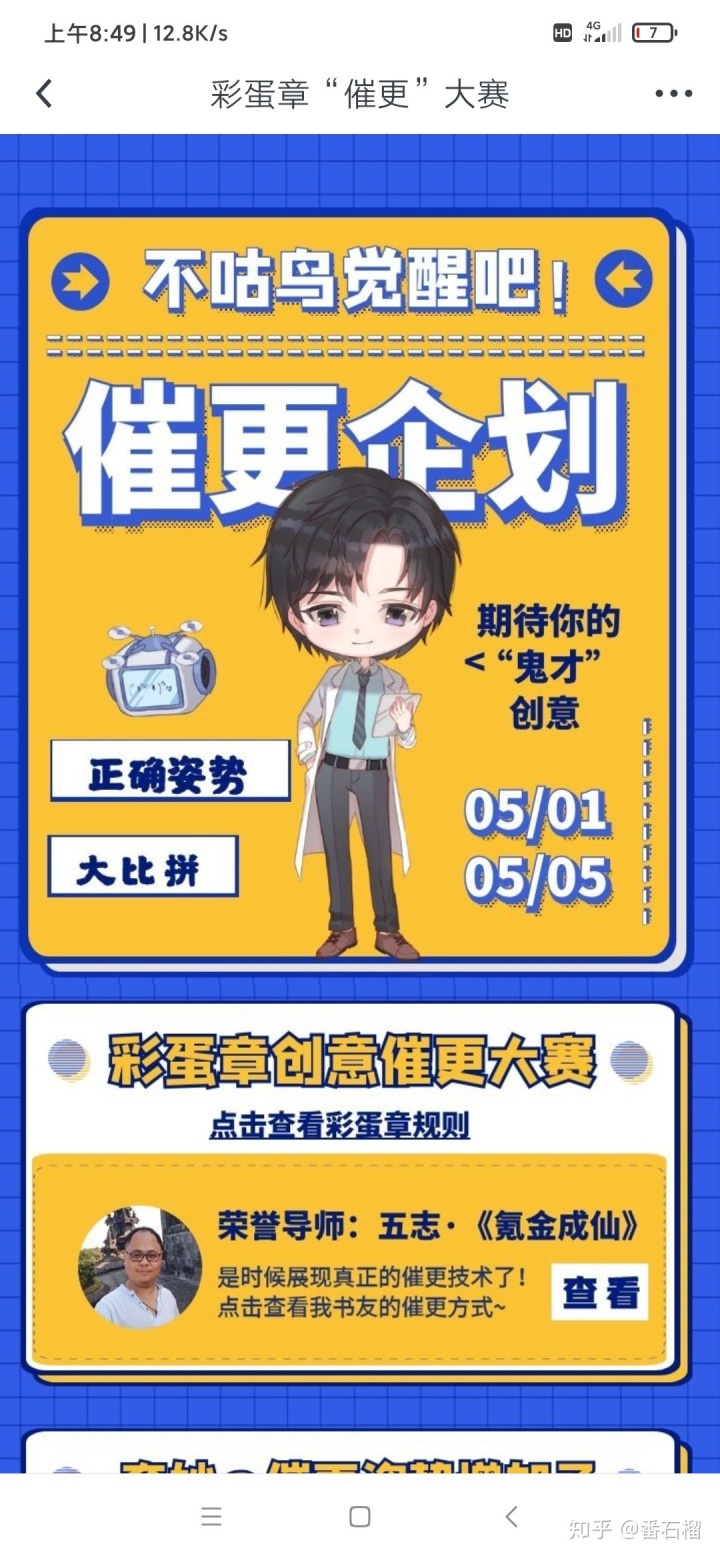 上午8:49 | 12.8K/s
HD 4G 7
彩蛋章“催更”大赛
不咕鸟觉醒吧！
催更企划
期待你的
<“鬼才”
创意
正确姿势
大比拼
05/01
05/05
彩蛋章创意催更大赛
点击查看彩蛋章规则
荣誉导师：五志·《氪金成仙》
是时候展现真正的催更技术了！
点击查看我书友的催更方式~
查看
知乎 @番石榴